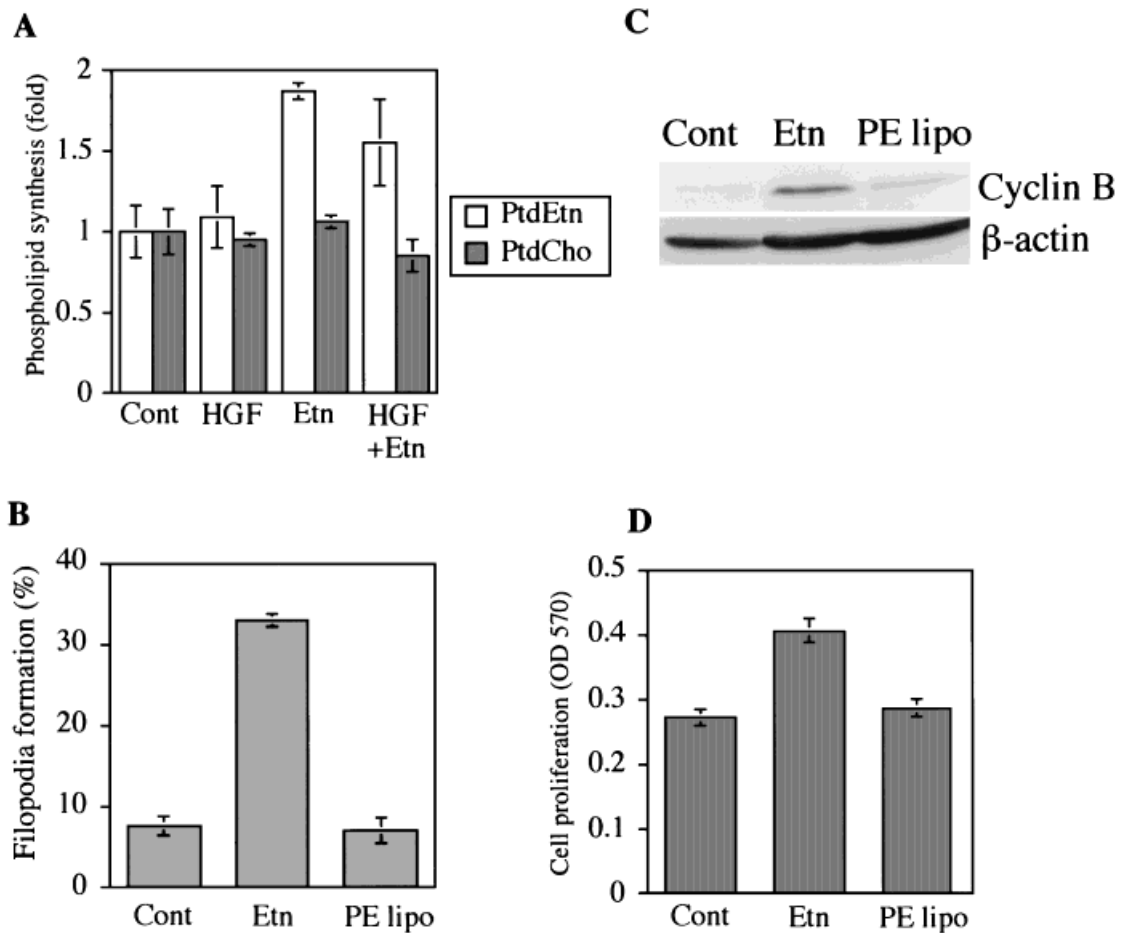 A
Phospholipid synthesis (fold)
2
1.5
1
0.5
0
Cont HGF Etn HGF
+Etn
PtdEtn
PtdCho
C
Cont Etn PE lipo
Cyclin B
β-actin
B
Filopodia formation (%)
40
30
20
10
0
Cont Etn PE lipo
D
Cell proliferation (OD 570)
0.5
0.4
0.3
0.2
0.1
0
Cont Etn PE lipo